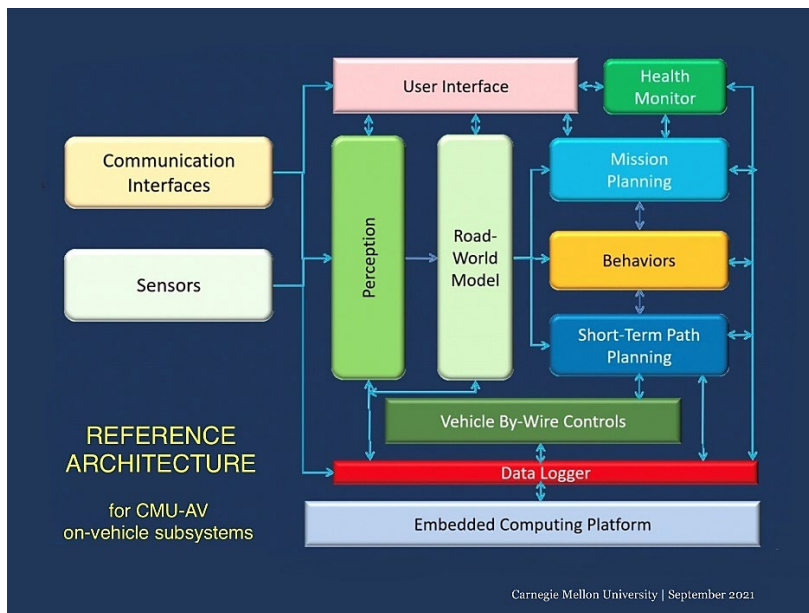 User Interface
Health
Monitor
Communication
Interfaces
Mission
Planning
Perception
Road-
World
Model
Sensors
Behaviors
Short-Term Path
Planning
Vehicle By-Wire Controls
REFERENCE
ARCHITECTURE
Data Logger
for CMU-AV
on-vehicle subsystems
Embedded Computing Platform
Carnegie Mellon University | September 2021